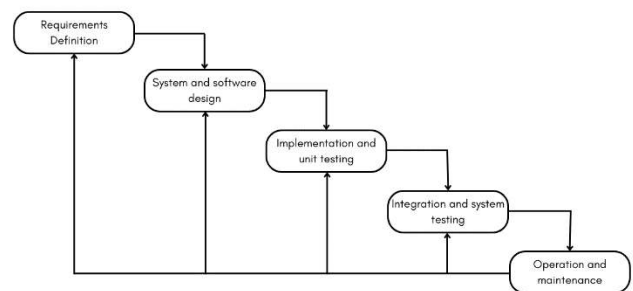 Requirements
Definition
System and software
design
Implementation and
unit testing
Integration and system
testing
Operation and
maintenance